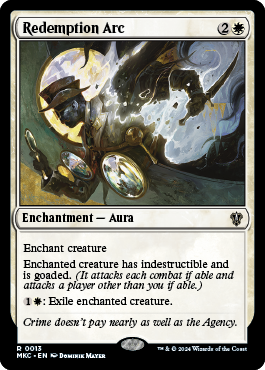 Redemption Arc 2
Enchantment — Aura
Enchant creature
Enchanted creature has indestructible and
is goaded. (It attacks each combat if able and
attacks a player other than you if able.)
1: Exile enchanted creature.
Crime doesn't pay nearly as well as the Agency.
R 0013
MKC • EN Dominik Mayer
™ & © 2024 Wizards of the Coast